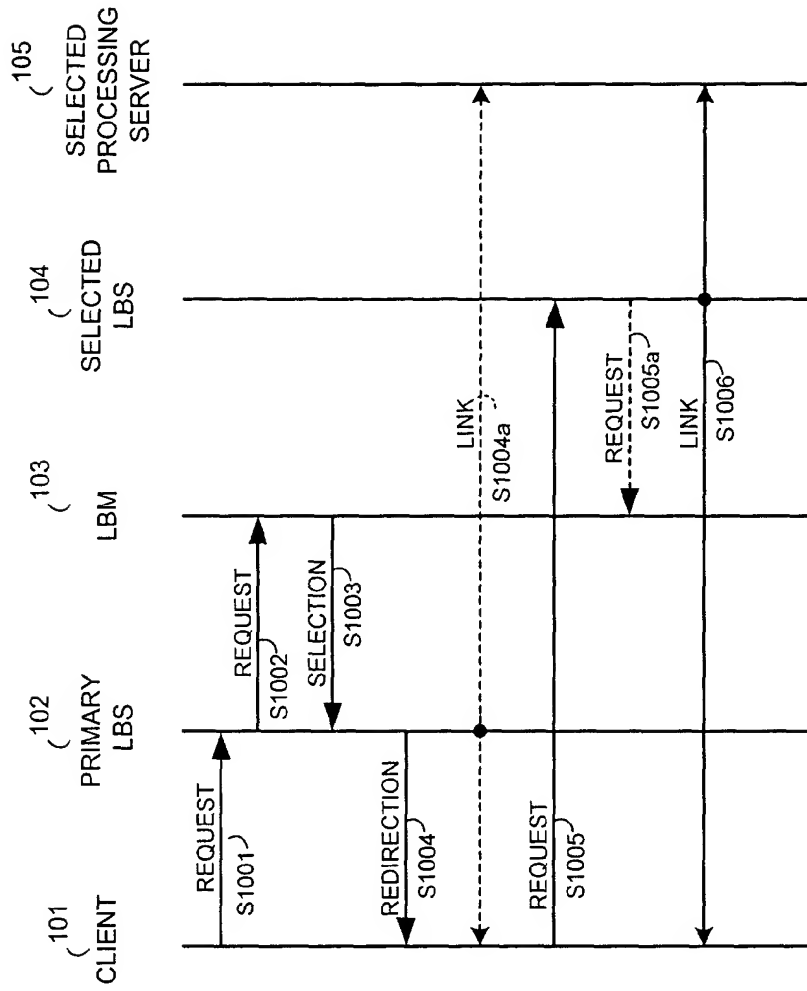 101
CLIENT
102
PRIMARY
LBS
103
LBM
104
SELECTED
LBS
105
SELECTED
PROCESSING
SERVER
REQUEST
S1001
REQUEST
S1002
SELECTION
S1003
REDIRECTION
S1004
LINK
S1004a
REQUEST
S1005
REQUEST
S1005a
LINK
S1006